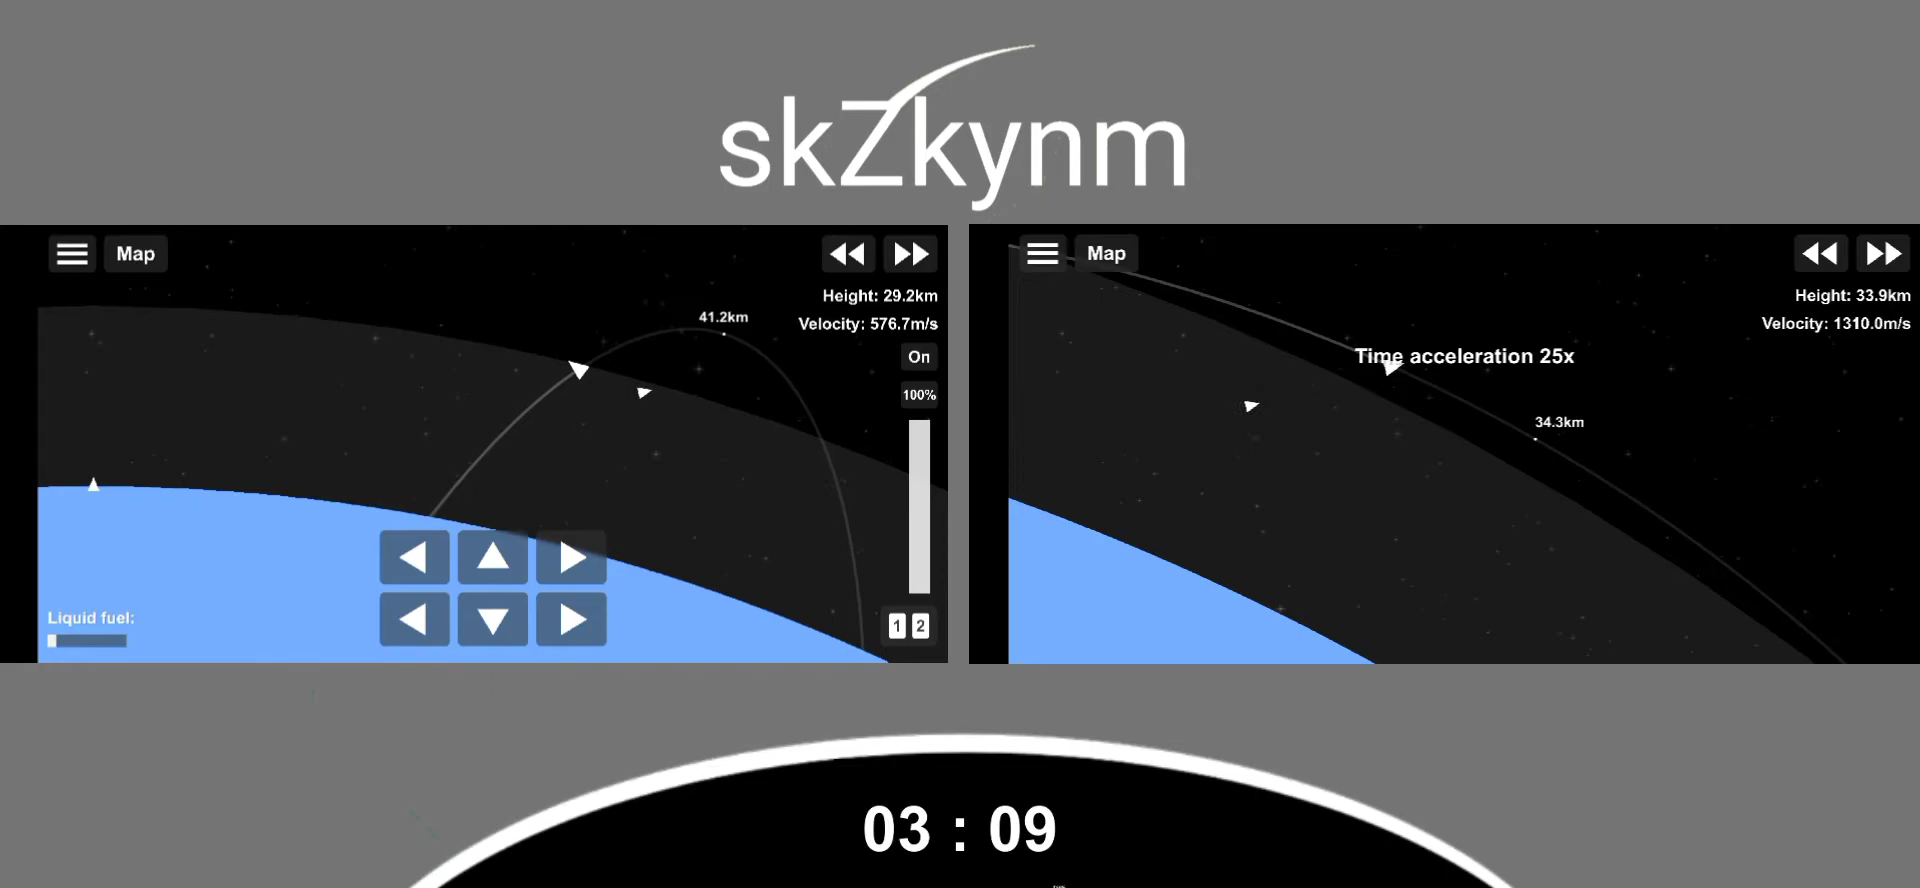 skZkynm
Map
Height: 29.2km
Velocity: 576.7m/s
41.2km
On
100%
Liquid fuel:
1 2
Map
Height: 33.9km
Velocity: 1310.0m/s
Time acceleration 25x
34.3km
03 : 09